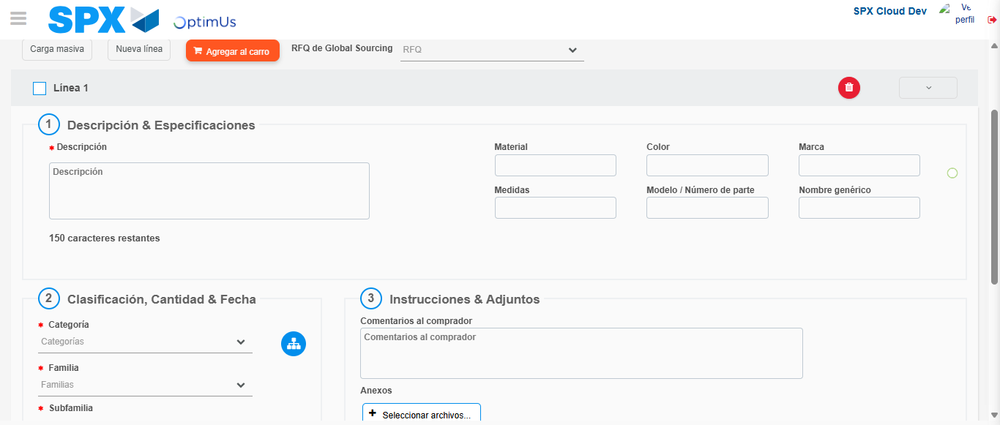 SPX
OptimUs
SPX Cloud Dev
Ve
perfil
Carga masiva
Nueva línea
Agregar al carro
RFQ de Global Sourcing
RFQ
Línea 1
1
Descripción & Especificaciones
* Descripción
Descripción
150 caracteres restantes
Material
Color
Marca
Medidas
Modelo / Número de parte
Nombre genérico
2
Clasificación, Cantidad & Fecha
* Categoría
Categorías
* Familia
Familias
* Subfamilia
3
Instrucciones & Adjuntos
Comentarios al comprador
Comentarios al comprador
Anexos
+ Seleccionar archivos...